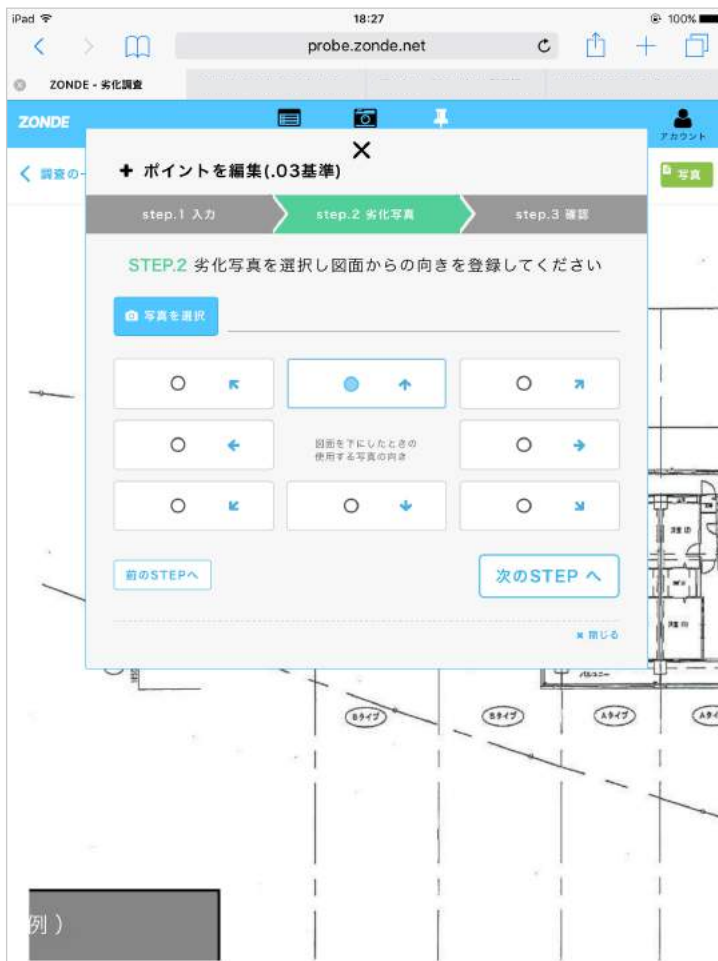 iPad 18:27 100%
probe.zonde.net
ZONDE - 劣化調査
ZONDE
アカウント
調査の一
写真
ポイントを編集(.03基準)
step.1 入力 step.2 劣化写真 step.3 確認
STEP.2 劣化写真を選択し図面からの向きを登録してください
写真を選択
図面を下にしたときの
使用する写真の向き
前のSTEPへ
次のSTEP へ
閉じる
バルコニー
Bタイプ Bタイプ Aタイプ
例）